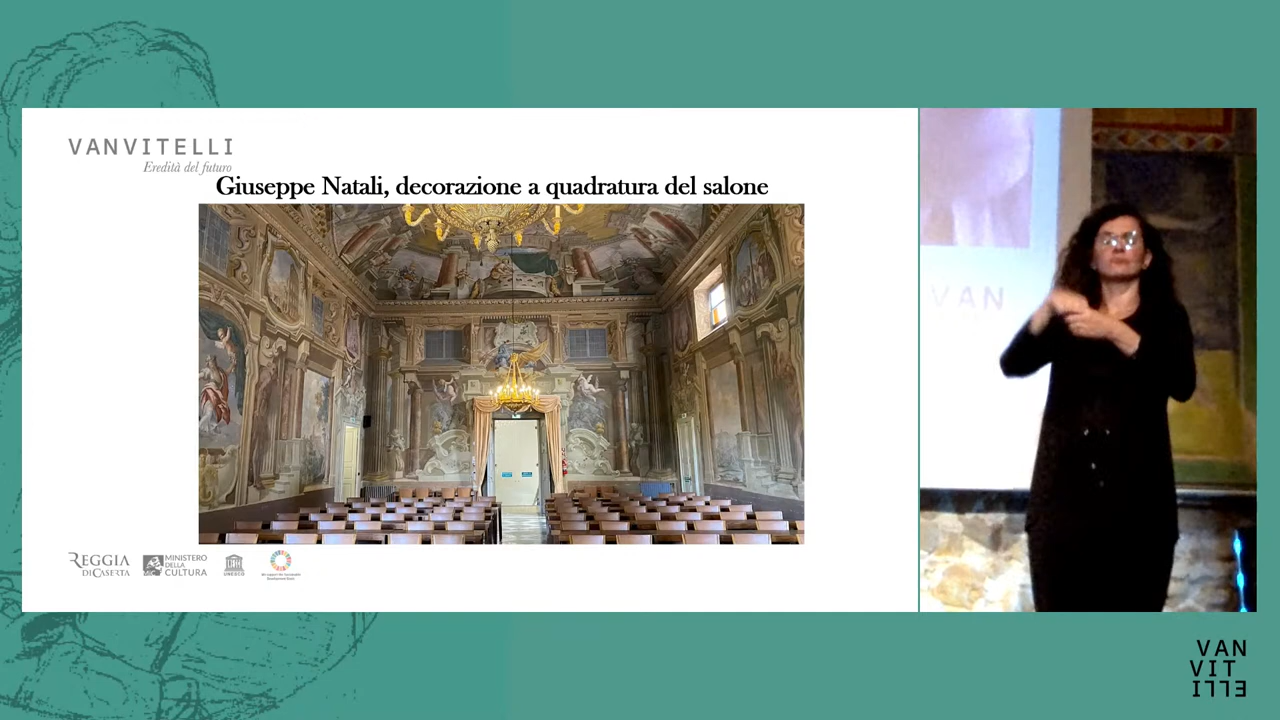 VANVITELLI
Eredità del futuro
Giuseppe Natali, decorazione a quadratura del salone
REGGIA
DI CASERTA
MINISTERO
DELLA
CULTURA
UNESCO
VAN
VAN
VIT
ELLI